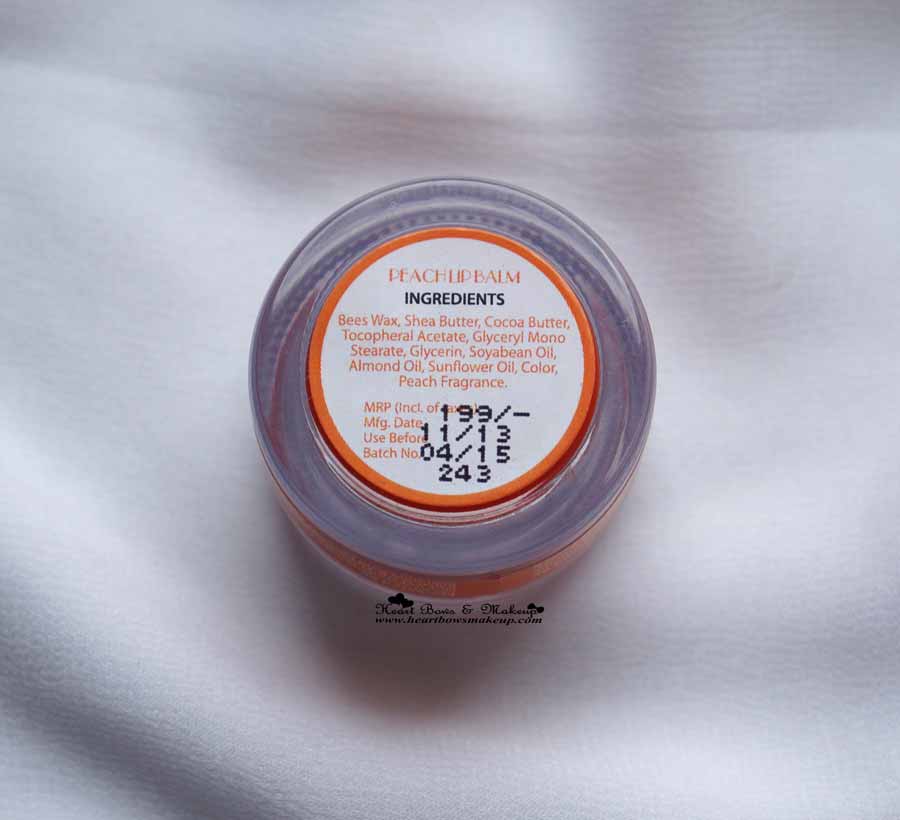 PEACH LIP BALM
INGREDIENTS
Bees Wax, Shea Butter, Cocoa Butter,
Tocopheral Acetate, Glyceryl Mono
Stearate, Glycerin, Soyabean Oil,
Almond Oil, Sunflower Oil, Color,
Peach Fragrance.
MRP (Incl. of taxes) 199/-
Mfg. Date 11/13
Use Before 04/15
Batch No. 243
Heart Bows & Makeup
www.heartbowsmakeup.com